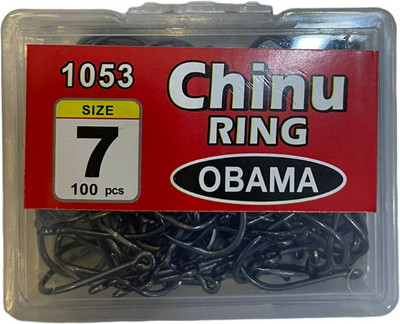 1053
Chinu
RING
SIZE
7
100 pcs
OBAMA